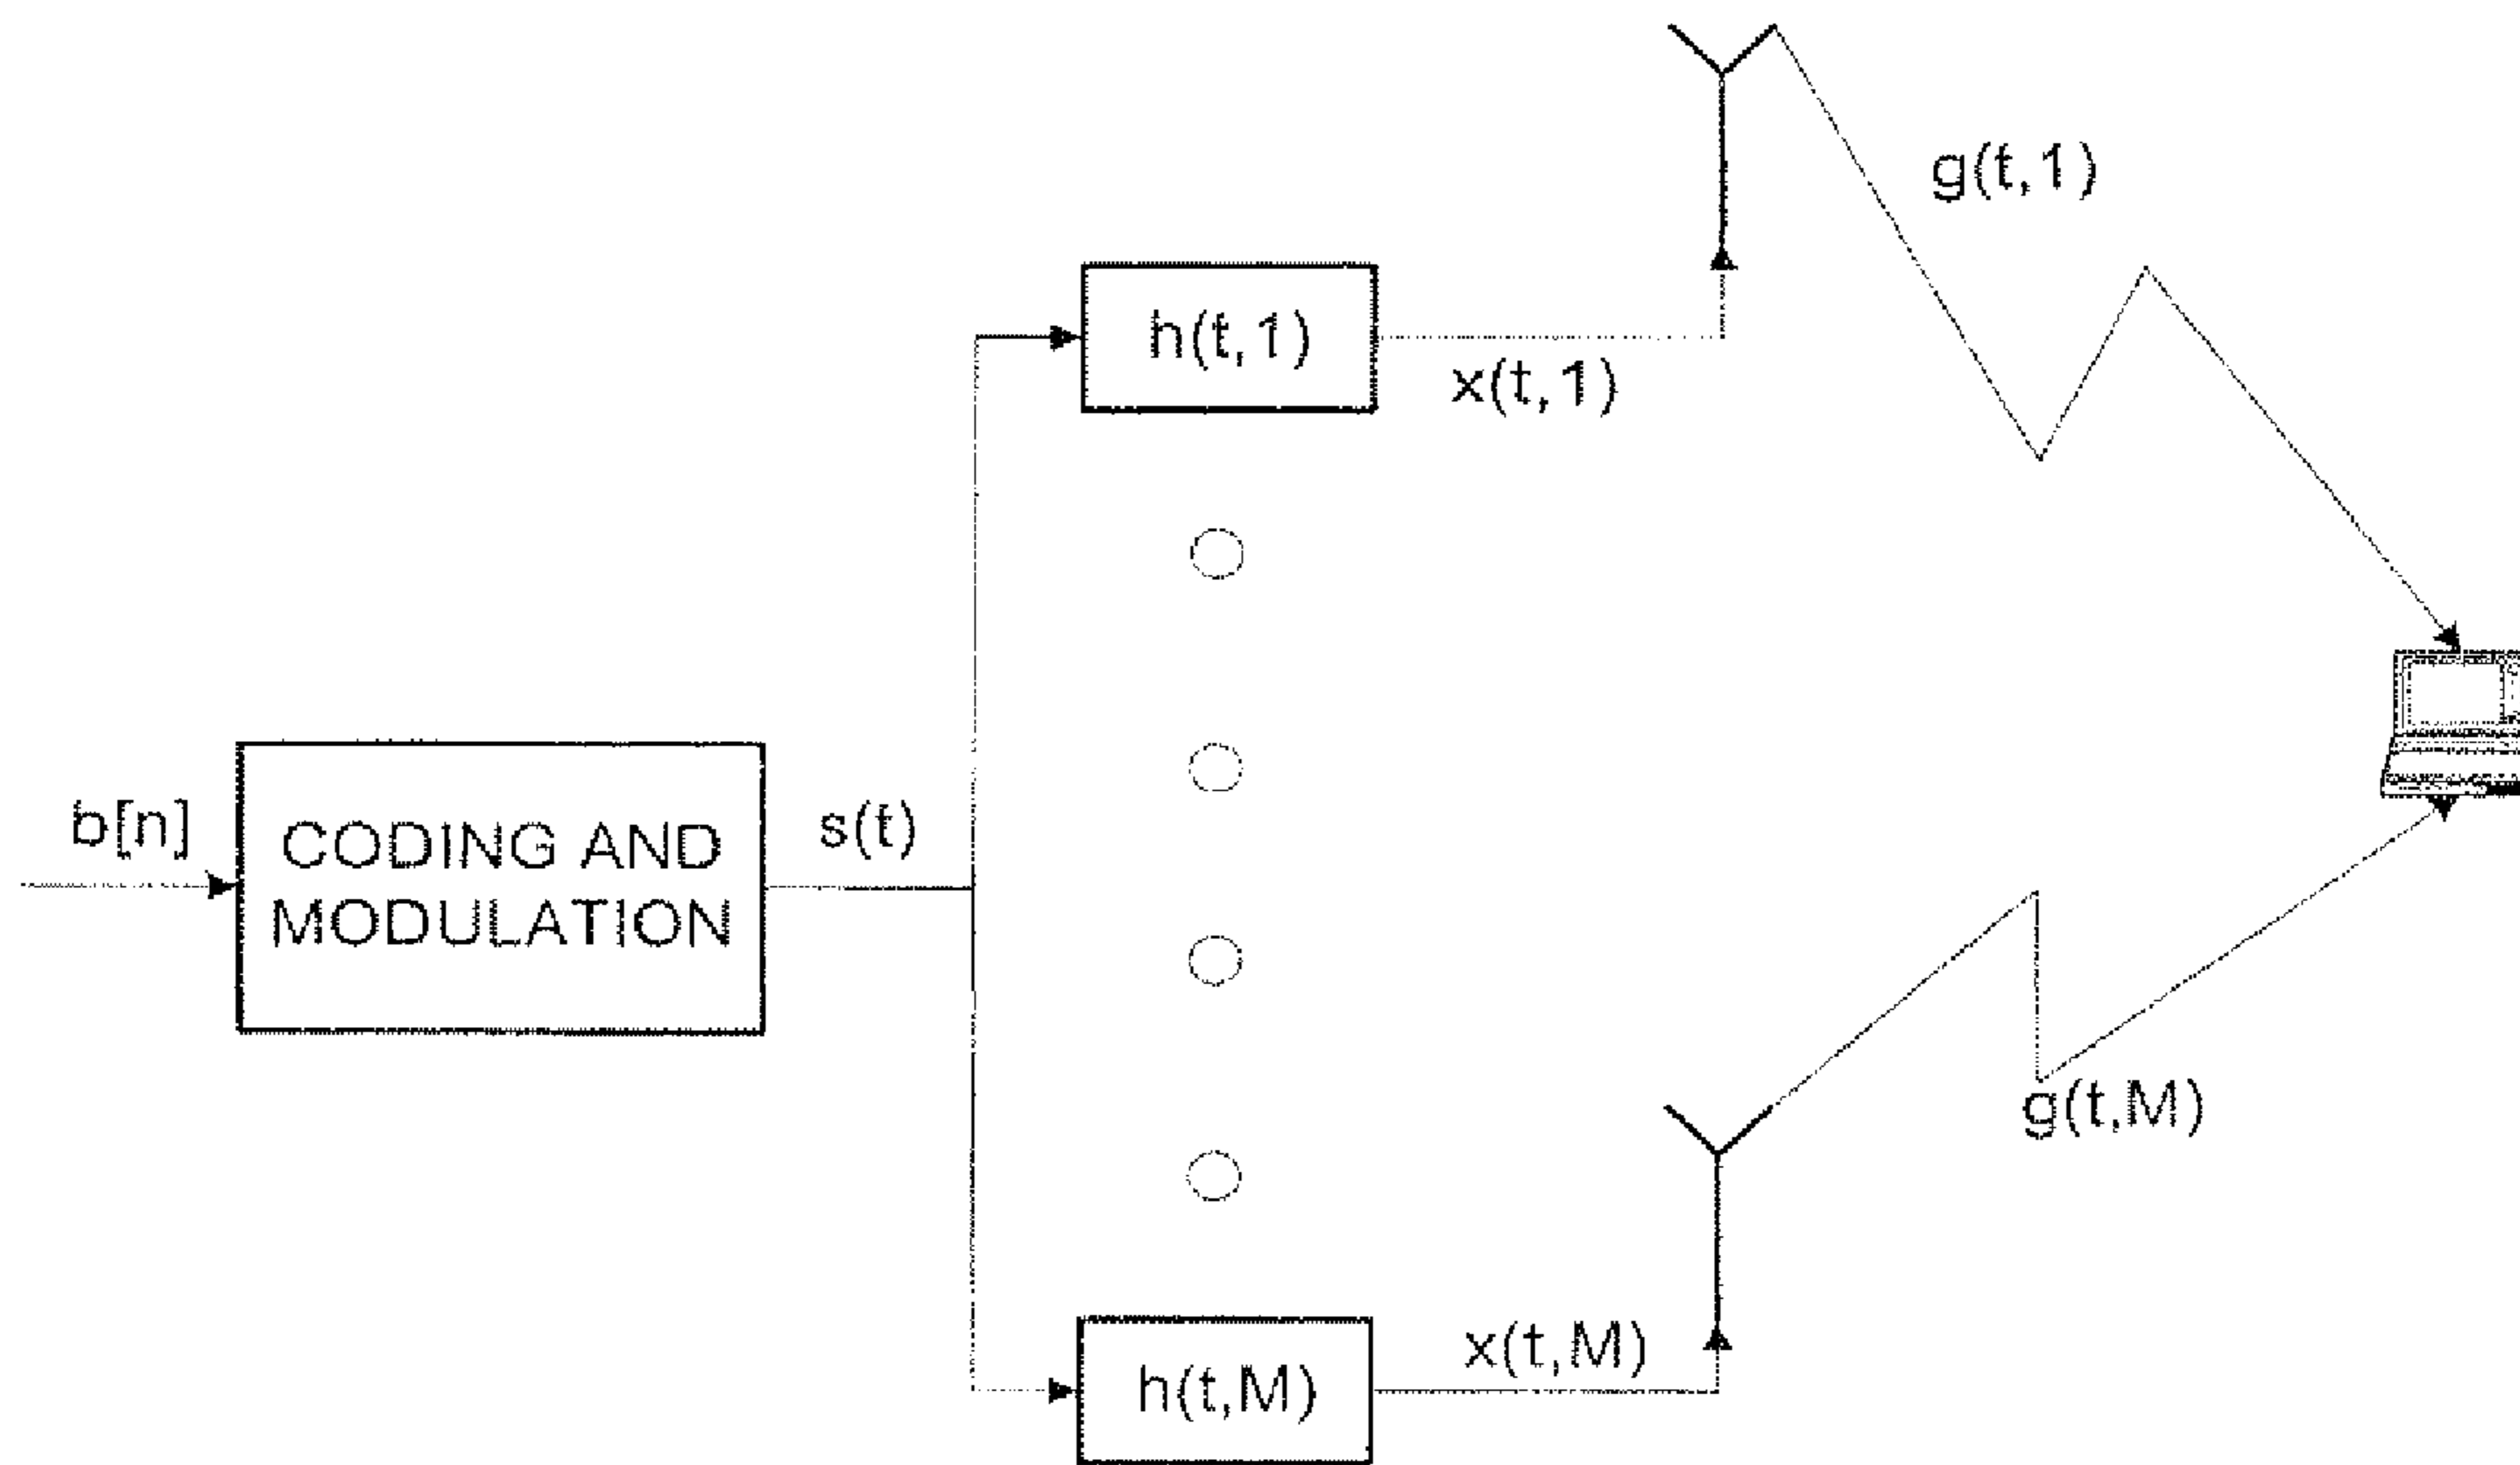 g(t,1)
h(t,1)
x(t,1)
b[n]
CODING AND
MODULATION
s(t)
g(t,M)
x(t,M)
h(t,M)